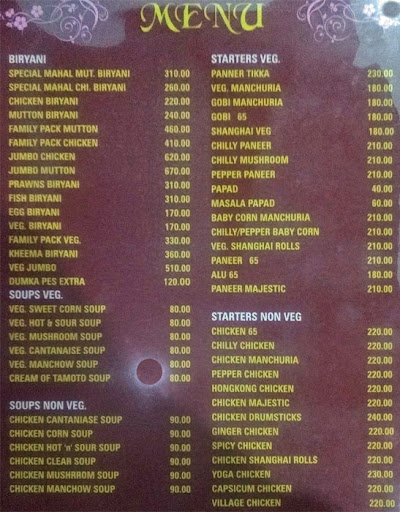 MENU
BIRYANI
SPECIAL MAHAL MUT. BIRYANI 310.00
SPECIAL MAHAL CHI. BIRYANI 260.00
CHICKEN BIRYANI 220.00
MUTTON BIRYANI 240.00
FAMILY PACK MUTTON 460.00
FAMILY PACK CHICKEN 410.00
JUMBO CHICKEN 620.00
JUMBO MUTTON 670.00
PRAWNS BIRYANI 310.00
FISH BIRYANI 310.00
EGG BIRYANI 170.00
VEG. BIRYANI 170.00
FAMILY PACK VEG. 330.00
KHEEMA BIRYANI 360.00
VEG JUMBO 510.00
DUMKA PES EXTRA 120.00
SOUPS VEG.
VEG. SWEET CORN SOUP 80.00
VEG. HOT & SOUR SOUP 80.00
VEG. MUSHROOM SOUP 80.00
VEG. CANTANAISE SOUP 80.00
VEG. MANCHOW SOUP 80.00
CREAM OF TAMOTO SOUP 80.00
SOUPS NON VEG.
CHICKEN CANTANIASE SOUP 90.00
CHICKEN CORN SOUP 90.00
CHICKEN HOT 'n' SOUR SOUP 90.00
CHICKEN CLEAR SOUP 90.00
CHICKEN MUSHRROM SOUP 90.00
CHICKEN MANCHOW SOUP 90.00
STARTERS VEG.
PANNER TIKKA 230.00
VEG. MANCHURIA 180.00
GOBI MANCHURIA 180.00
GOBI 65 180.00
SHANGHAI VEG 180.00
CHILLY PANEER 210.00
CHILLY MUSHROOM 210.00
PEPPER PANEER 210.00
PAPAD 40.00
MASALA PAPAD 60.00
BABY CORN MANCHURIA 210.00
CHILLY/PEPPER BABY CORN 210.00
VEG. SHANGHAI ROLLS 210.00
PANEER 65 210.00
ALU 65 180.00
PANEER MAJESTIC 210.00
STARTERS NON VEG
CHICKEN 65 220.00
CHILLY CHICKEN 220.00
CHICKEN MANCHURIA 220.00
PEPPER CHICKEN 220.00
HONGKONG CHICKEN 220.00
CHICKEN MAJESTIC 220.00
CHICKEN DRUMSTICKS 240.00
GINGER CHICKEN 220.00
SPICY CHICKEN 220.00
CHICKEN SHANGHAI ROLLS 220.00
YOGA CHICKEN 230.00
CAPSICUM CHICKEN 220.00
VILLAGE CHICKEN 220.00